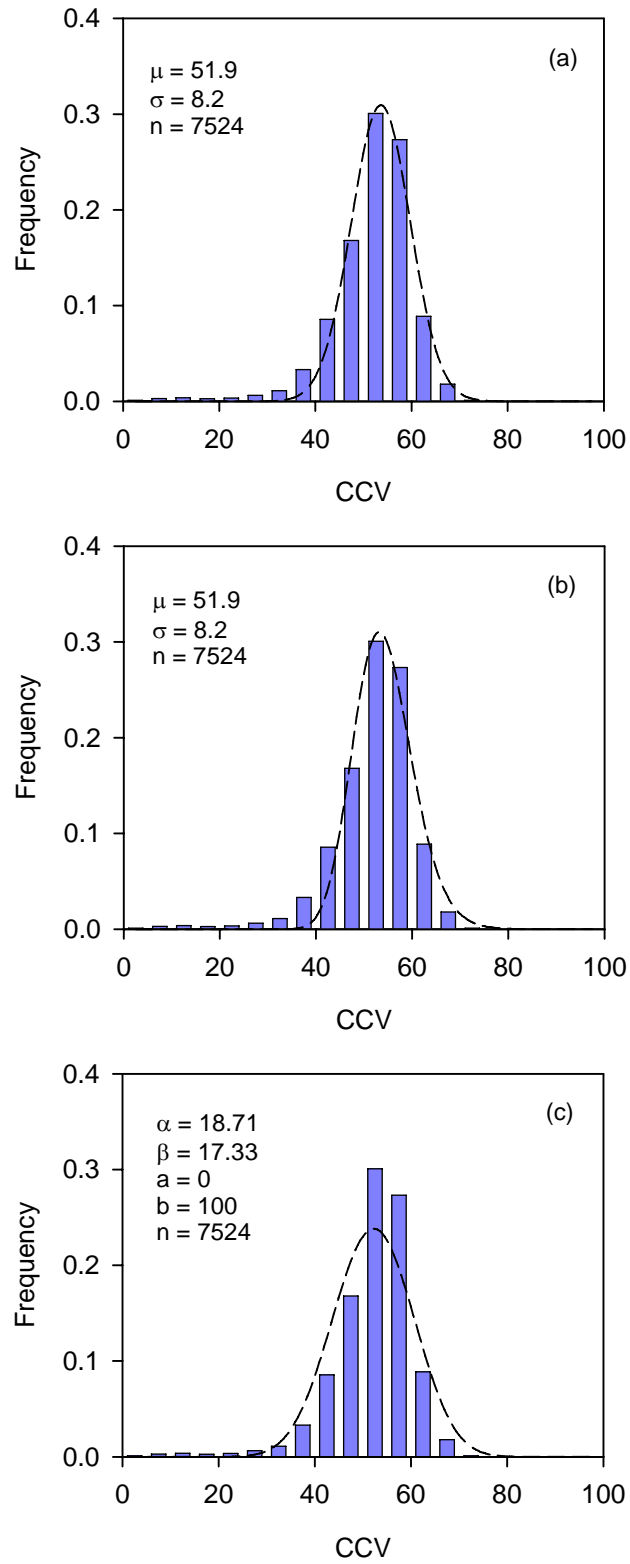 0.4
(a)
μ = 51.9
σ = 8.2
n = 7524
0.3
0.2
0.1
0.0
Frequency
0 20 40 60 80 100
CCV
0.4
(b)
μ = 51.9
σ = 8.2
n = 7524
0.3
0.2
0.1
0.0
Frequency
0 20 40 60 80 100
CCV
0.4
(c)
α = 18.71
β = 17.33
a = 0
b = 100
n = 7524
0.3
0.2
0.1
0.0
Frequency
0 20 40 60 80 100
CCV